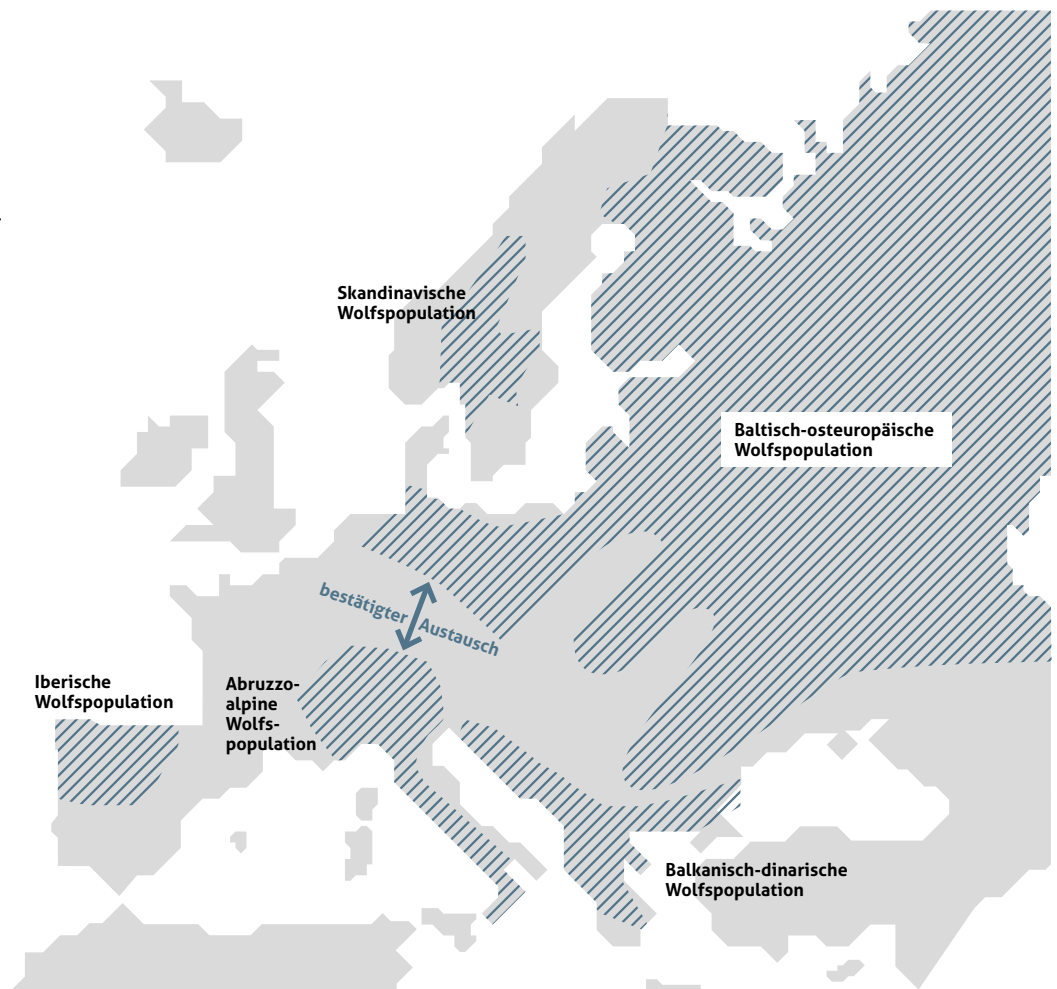 Skandinavische
Wolfspopulation
Baltisch-osteuropäische
Wolfspopulation
bestätigter Austausch
Iberische
Wolfspopulation
Abruzzo-
alpine
Wolfs-
population
Balkanisch-dinarische
Wolfspopulation